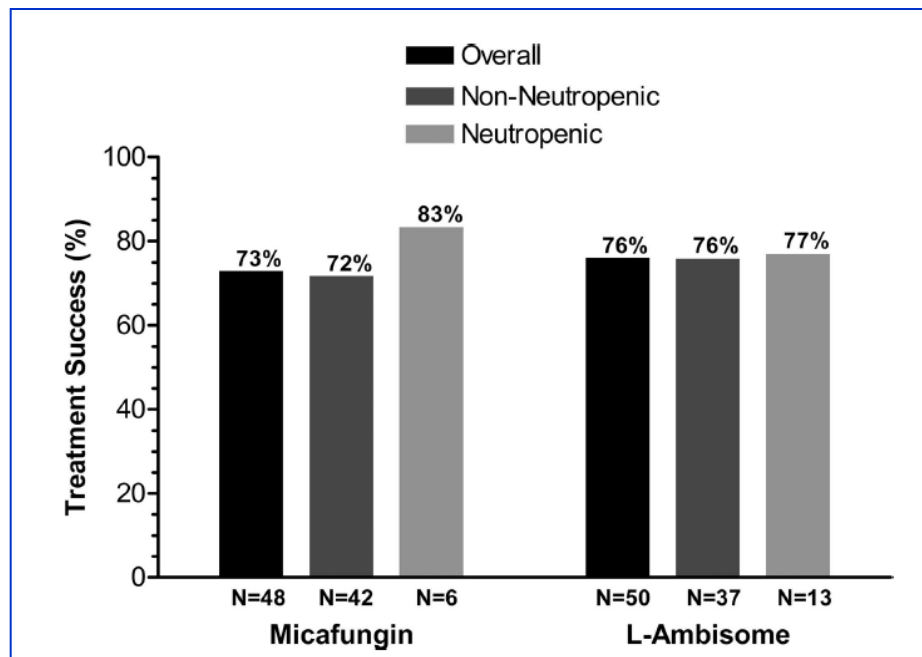 Overall
Non-Neutropenic
Neutropenic
Treatment Success (%)
100
80
60
40
20
0
73%
72%
83%
76%
76%
77%
N=48 N=42 N=6 N=50 N=37 N=13
Micafungin L-Ambisome